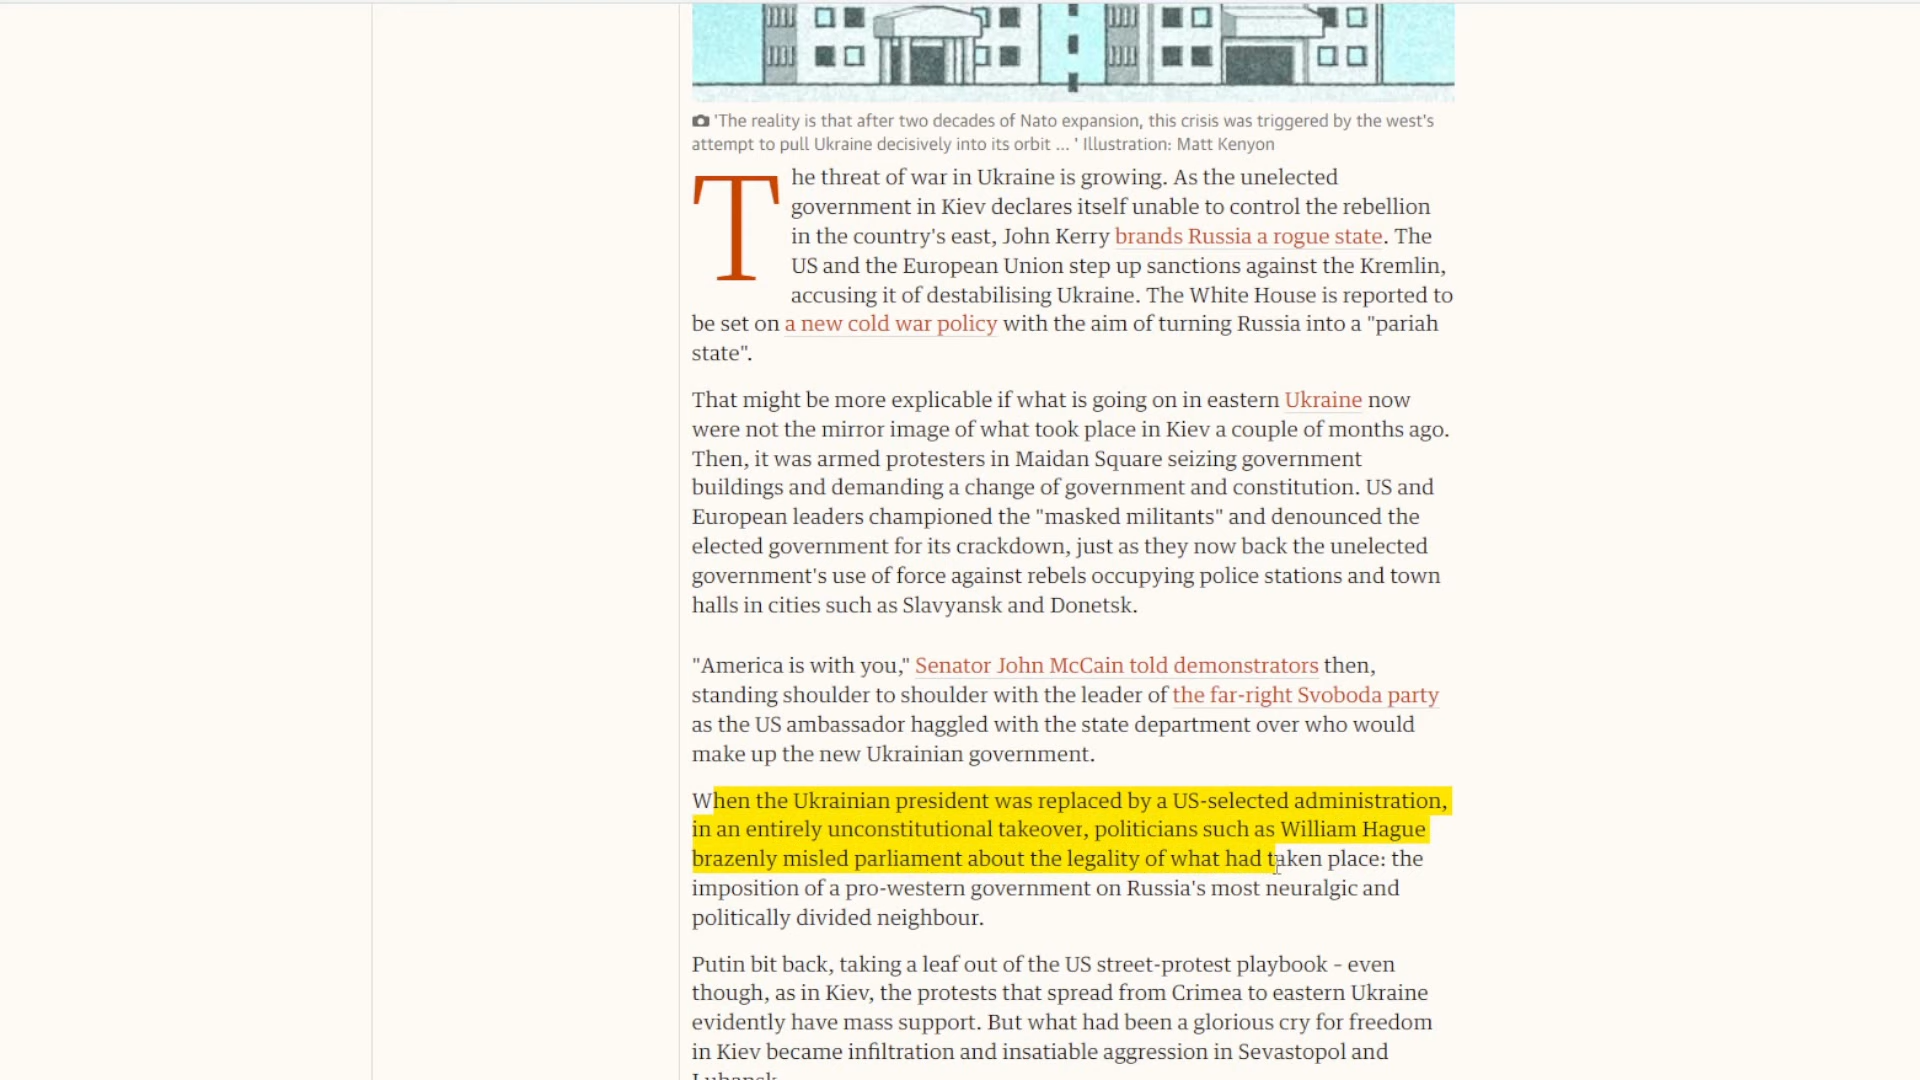 'The reality is that after two decades of Nato expansion, this crisis was triggered by the west's
attempt to pull Ukraine decisively into its orbit ... ' Illustration: Matt Kenyon
The threat of war in Ukraine is growing. As the unelected
government in Kiev declares itself unable to control the rebellion
in the country's east, John Kerry brands Russia a rogue state. The
US and the European Union step up sanctions against the Kremlin,
accusing it of destabilising Ukraine. The White House is reported to
be set on a new cold war policy with the aim of turning Russia into a "pariah
state".
That might be more explicable if what is going on in eastern Ukraine now
were not the mirror image of what took place in Kiev a couple of months ago.
Then, it was armed protesters in Maidan Square seizing government
buildings and demanding a change of government and constitution. US and
European leaders championed the "masked militants" and denounced the
elected government for its crackdown, just as they now back the unelected
government's use of force against rebels occupying police stations and town
halls in cities such as Slavyansk and Donetsk.
"America is with you," Senator John McCain told demonstrators then,
standing shoulder to shoulder with the leader of the far-right Svoboda party
as the US ambassador haggled with the state department over who would
make up the new Ukrainian government.
When the Ukrainian president was replaced by a US-selected administration,
in an entirely unconstitutional takeover, politicians such as William Hague
brazenly misled parliament about the legality of what had taken place: the
imposition of a pro-western government on Russia's most neuralgic and
politically divided neighbour.
Putin bit back, taking a leaf out of the US street-protest playbook – even
though, as in Kiev, the protests that spread from Crimea to eastern Ukraine
evidently have mass support. But what had been a glorious cry for freedom
in Kiev became infiltration and insatiable aggression in Sevastopol and